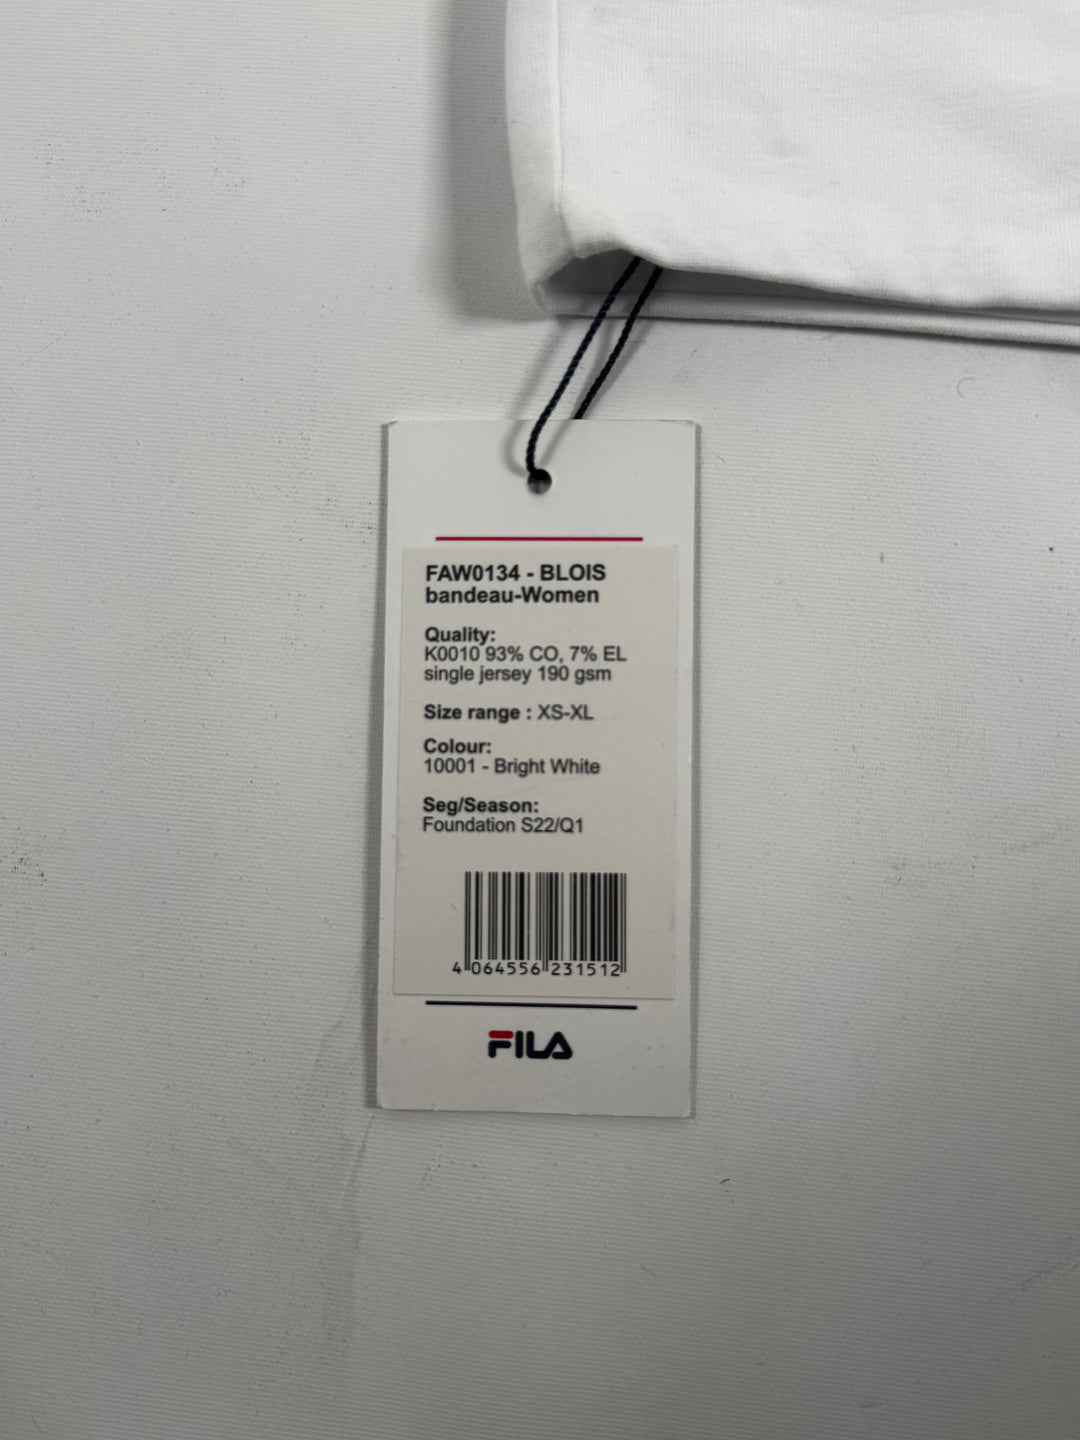 FAW0134 - BLOIS
bandeau-Women
Quality:
K0010 93% CO, 7% EL
single jersey 190 gsm
Size range : XS-XL
Colour:
10001 - Bright White
Seg/Season:
Foundation S22/Q1
4 064556 231512
FILA